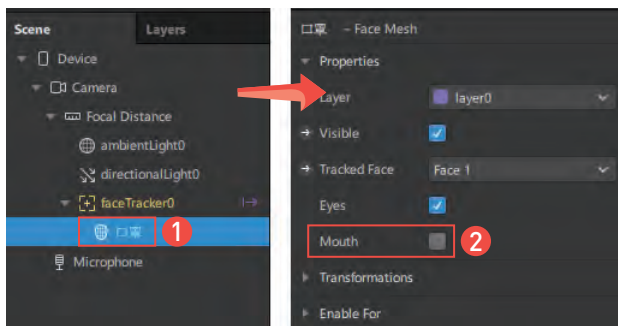 Scene Layers
Device
Camera
Focal Distance
ambientLight0
directionalLight0
faceTracker0
口罩 1
Microphone
口罩 – Face Mesh
Properties
Layer layer0
Visible
Tracked Face Face 1
Eyes
Mouth 2
Transformations
Enable For